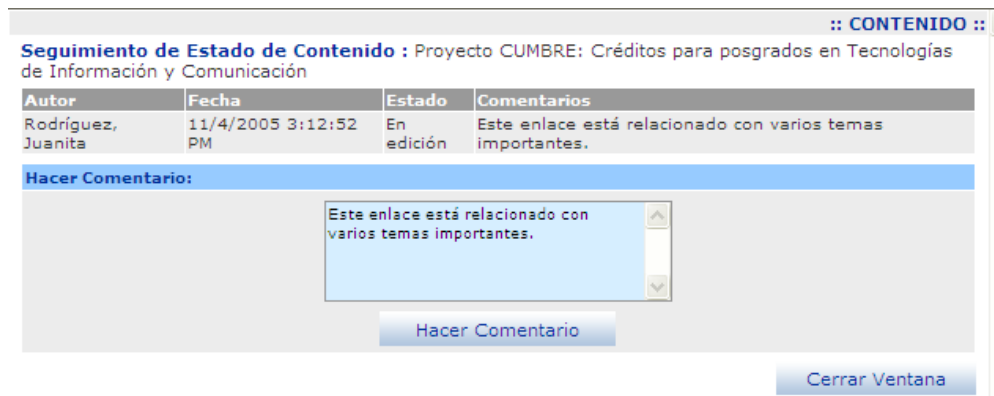 :: CONTENIDO ::
Seguimiento de Estado de Contenido : Proyecto CUMBRE: Créditos para posgrados en Tecnologías
de Información y Comunicación
Autor Fecha Estado Comentarios
Rodríguez, 11/4/2005 3:12:52 En Este enlace está relacionado con varios temas
Juanita PM edición importantes.
Hacer Comentario:
Este enlace está relacionado con
varios temas importantes.
Hacer Comentario
Cerrar Ventana